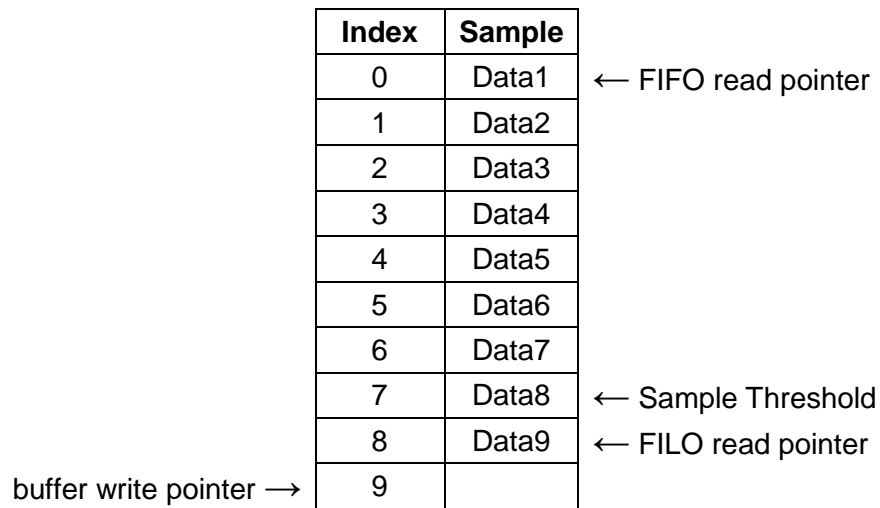 Index Sample
0 Data1 ← FIFO read pointer
1 Data2
2 Data3
3 Data4
4 Data5
5 Data6
6 Data7
7 Data8 ← Sample Threshold
8 Data9 ← FILO read pointer
buffer write pointer → 9